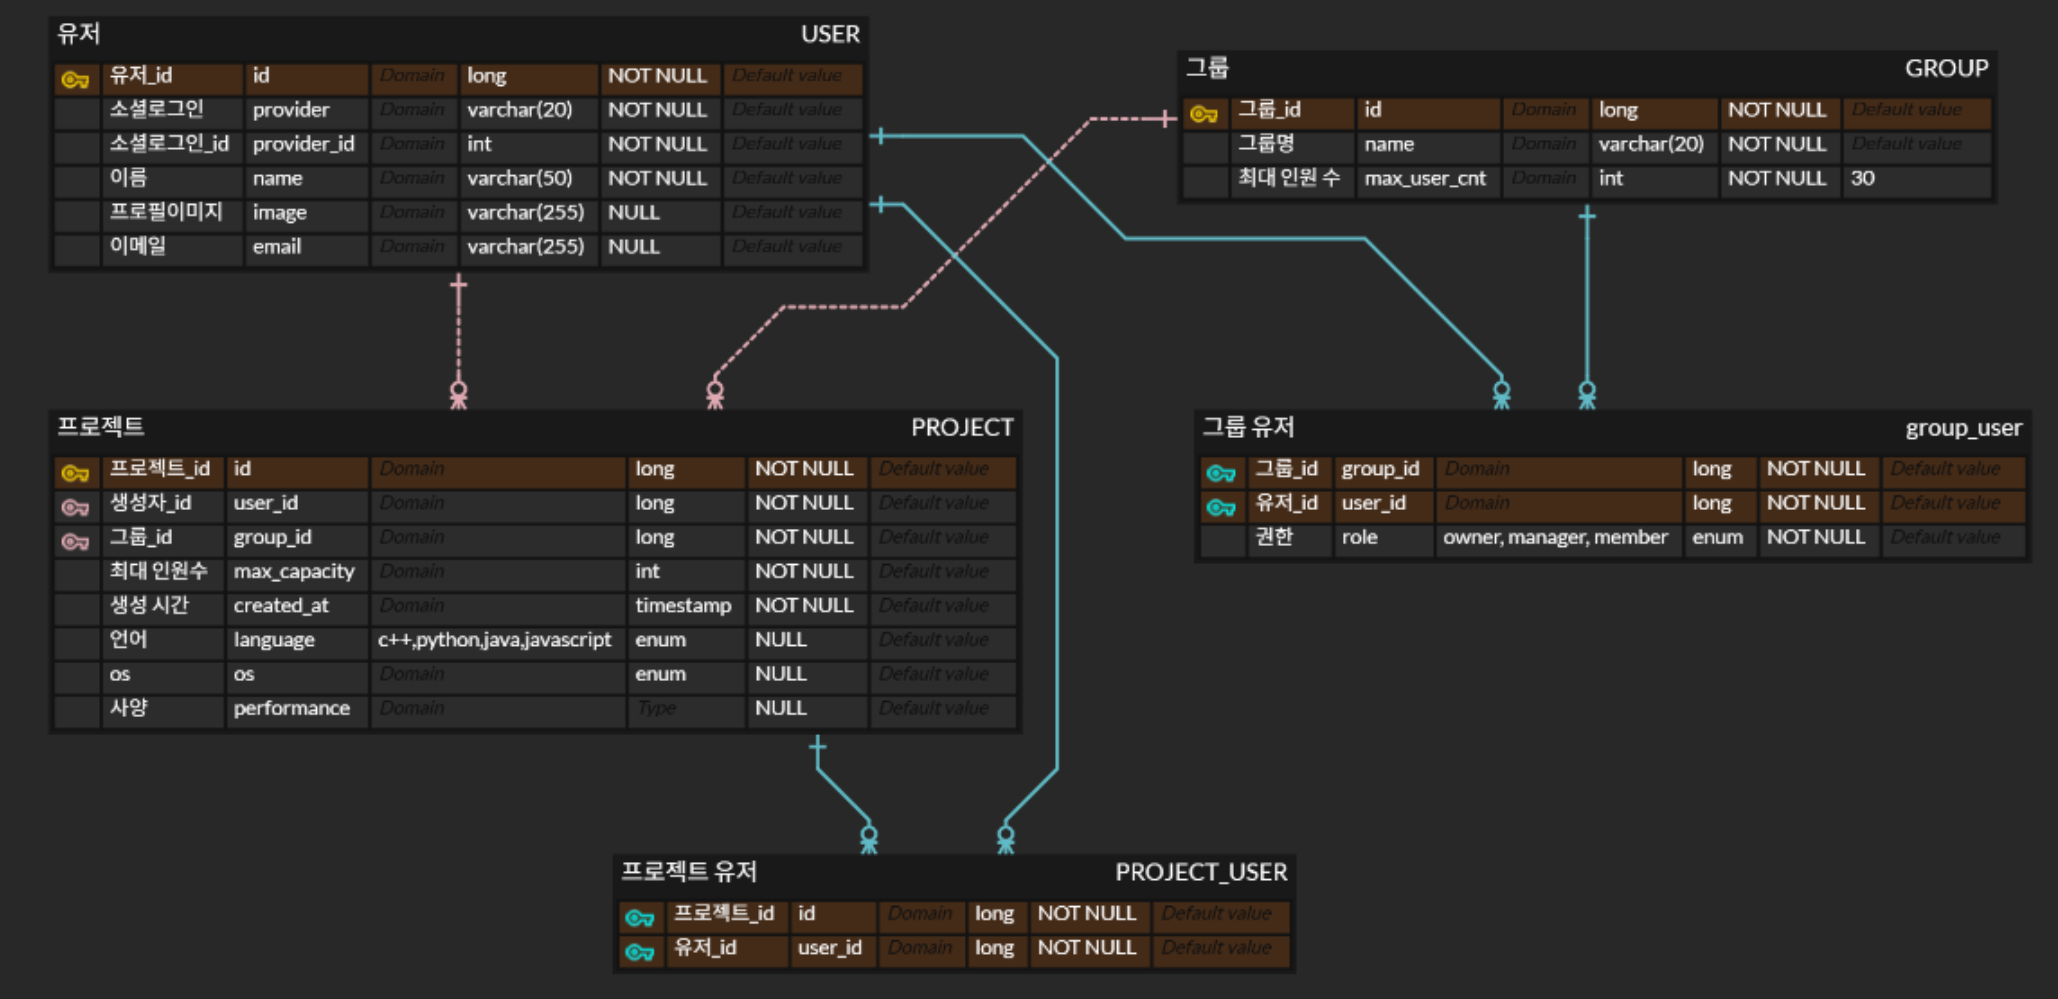 유저 USER
유저_id id Domain long NOT NULL Default value
소셜로그인 provider Domain varchar(20) NOT NULL Default value
소셜로그인_id provider_id Domain int NOT NULL Default value
이름 name Domain varchar(50) NOT NULL Default value
프로필이미지 image Domain varchar(255) NULL Default value
이메일 email Domain varchar(255) NULL Default value
그룹 GROUP
그룹_id id Domain long NOT NULL Default value
그룹명 name Domain varchar(20) NOT NULL Default value
최대 인원 수 max_user_cnt Domain int NOT NULL 30
프로젝트 PROJECT
프로젝트_id id Domain long NOT NULL Default value
생성자_id user_id Domain long NOT NULL Default value
그룹_id group_id Domain long NOT NULL Default value
최대 인원수 max_capacity Domain int NOT NULL Default value
생성 시간 created_at Domain timestamp NOT NULL Default value
언어 language c++,python,java,javascript enum NULL Default value
os os Domain enum NULL Default value
사양 performance Domain Type NULL Default value
그룹 유저 group_user
그룹_id group_id Domain long NOT NULL Default value
유저_id user_id Domain long NOT NULL Default value
권한 role owner, manager, member enum NOT NULL Default value
프로젝트 유저 PROJECT_USER
프로젝트_id id Domain long NOT NULL Default value
유저_id user_id Domain long NOT NULL Default value